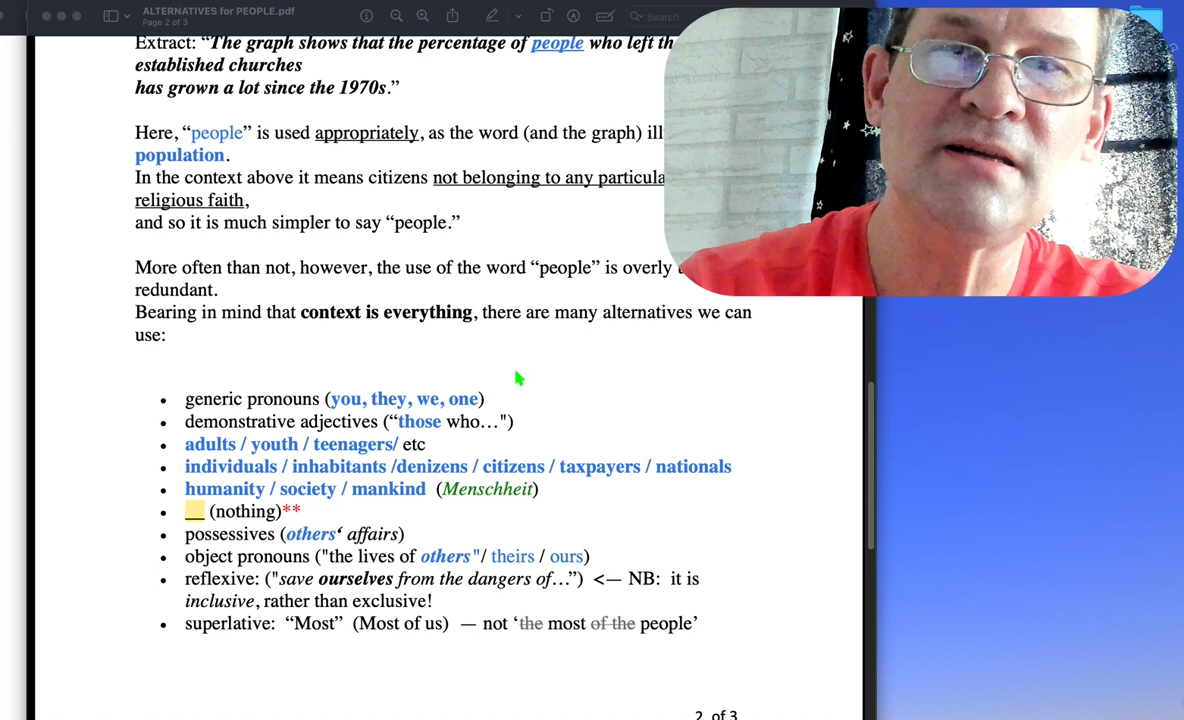 ALTERNATIVES for PEOPLE.pdf
Page 2 of 3
Search
Extract: “The graph shows that the percentage of people who left th
established churches
has grown a lot since the 1970s.”
Here, “people” is used appropriately, as the word (and the graph) ill
population.
In the context above it means citizens not belonging to any particula
religious faith,
and so it is much simpler to say “people.”
More often than not, however, the use of the word “people” is overly
redundant.
Bearing in mind that context is everything, there are many alternatives we can
use:
• generic pronouns (you, they, we, one)
• demonstrative adjectives (“those who…")
• adults / youth / teenagers/ etc
• individuals / inhabitants /denizens / citizens / taxpayers / nationals
• humanity / society / mankind (Menschheit)
• __ (nothing)**
• possessives (others‘ affairs)
• object pronouns ("the lives of others"/ theirs / ours)
• reflexive: ("save ourselves from the dangers of…”) <— NB: it is
inclusive, rather than exclusive!
• superlative: “Most” (Most of us) — not ‘the most of the people’
2 of 3